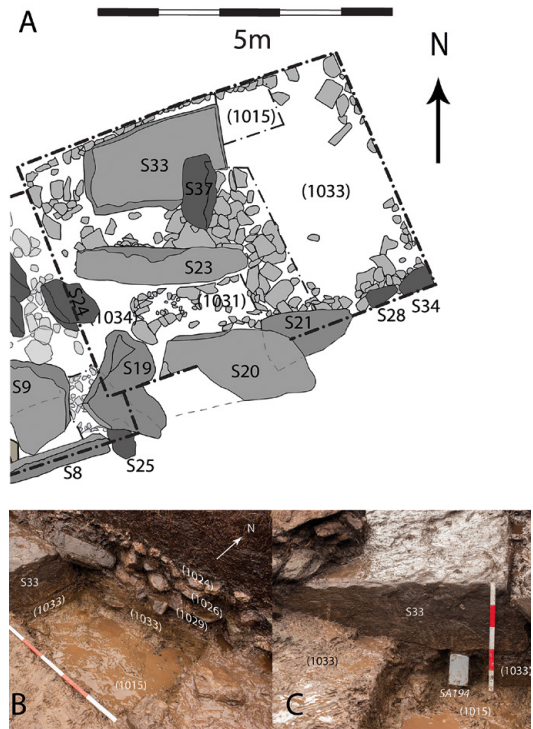 A
5m
N
(1015)
S33
S37
(1033)
S23
(1031)
S24
(1034)
S28
S34
S21
S19
S20
S9
S8
S25
N
(1024)
S33
(1026)
(1033)
(1033)
(1029)
(1015)
B
S33
(1033)
(1033)
SA194
(1015)
C